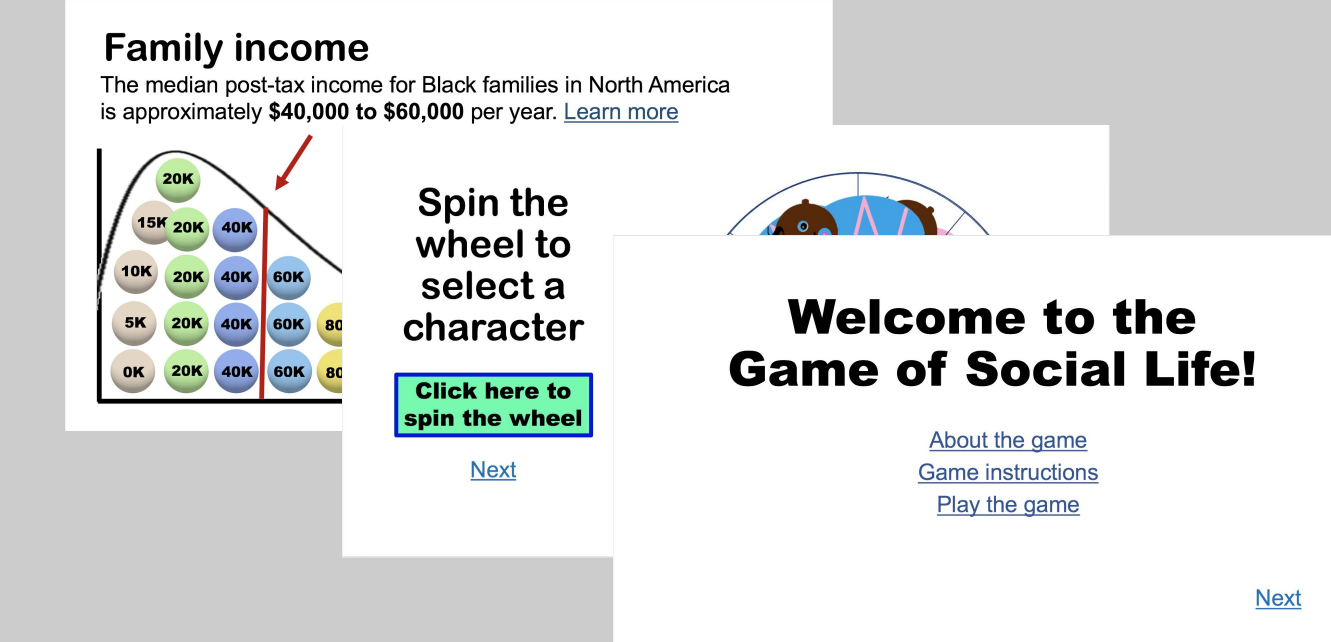 Family income
The median post-tax income for Black families in North America
is approximately $40,000 to $60,000 per year. Learn more
20K
15K 20K 40K
10K 20K 40K 60K
5K 20K 40K 60K 80
0K 20K 40K 60K 80
Spin the
wheel to
select a
character
Click here to
spin the wheel
Next
Welcome to the
Game of Social Life!
About the game
Game instructions
Play the game
Next